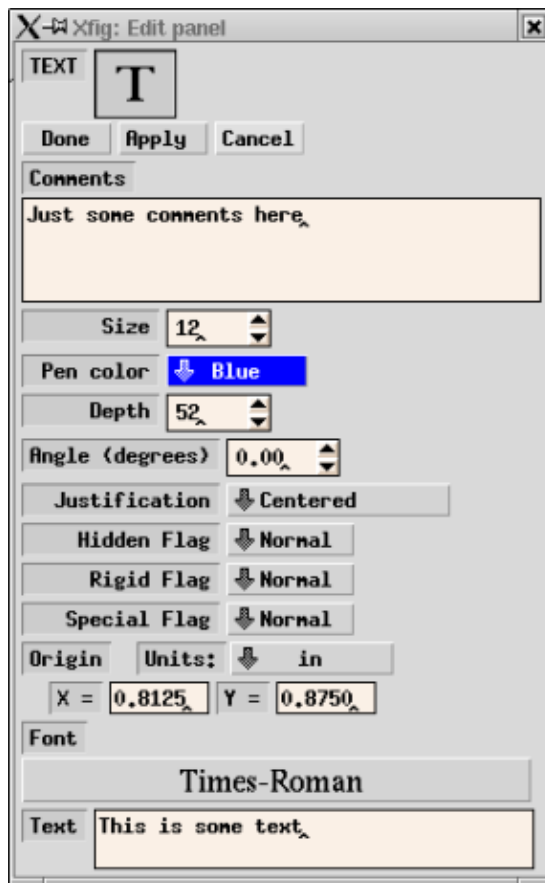 Xfig: Edit panel
TEXT T
Done Apply Cancel
Comments
Just some comments here
Size 12
Pen color Blue
Depth 52
Angle (degrees) 0.00
Justification Centered
Hidden Flag Normal
Rigid Flag Normal
Special Flag Normal
Origin Units: in
X = 0.8125 Y = 0.8750
Font
Times-Roman
Text This is some text